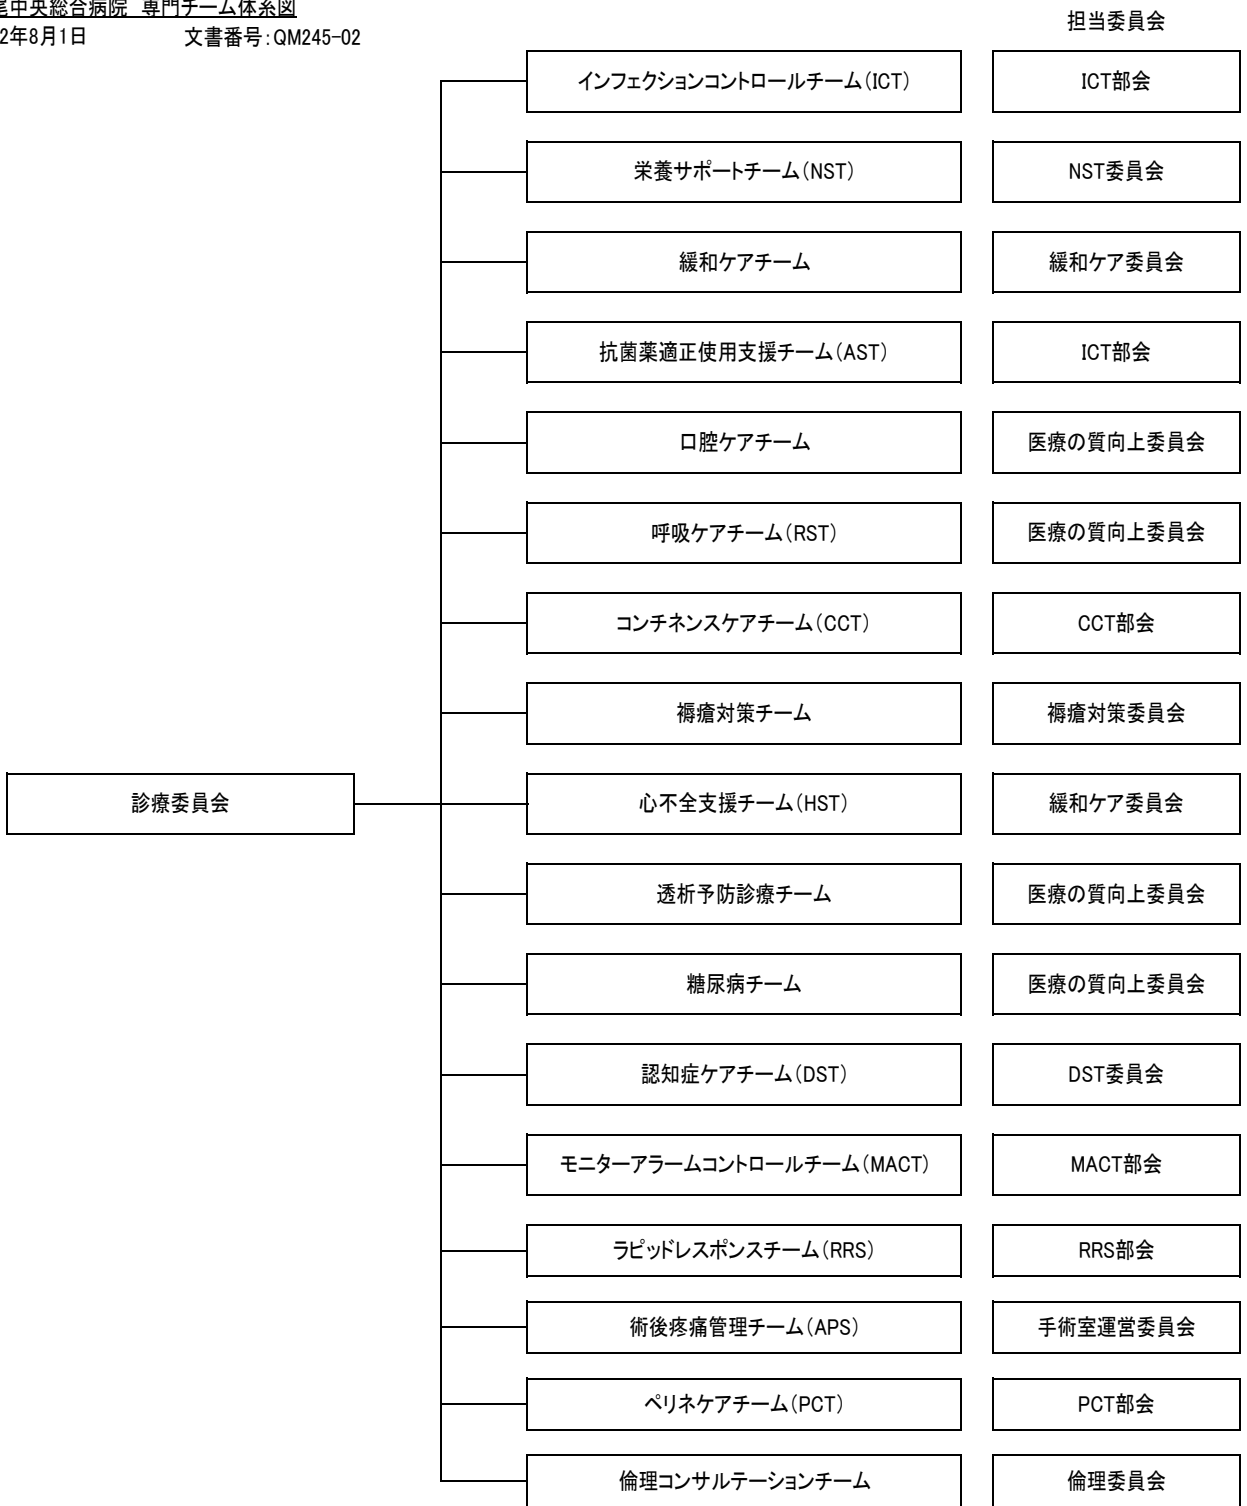 尾中央総合病院 専門チーム体系図
2年8月1日 文書番号:QM245-02
担当委員会
インフェクションコントロールチーム(ICT) ICT部会
栄養サポートチーム(NST) NST委員会
緩和ケアチーム 緩和ケア委員会
抗菌薬適正使用支援チーム(AST) ICT部会
口腔ケアチーム 医療の質向上委員会
呼吸ケアチーム(RST) 医療の質向上委員会
コンチネンスケアチーム(CCT) CCT部会
褥瘡対策チーム 褥瘡対策委員会
診療委員会 心不全支援チーム(HST) 緩和ケア委員会
透析予防診療チーム 医療の質向上委員会
糖尿病チーム 医療の質向上委員会
認知症ケアチーム(DST) DST委員会
モニターアラームコントロールチーム(MACT) MACT部会
ラピッドレスポンスチーム(RRS) RRS部会
術後疼痛管理チーム(APS) 手術室運営委員会
ペリネケアチーム(PCT) PCT部会
倫理コンサルテーションチーム 倫理委員会